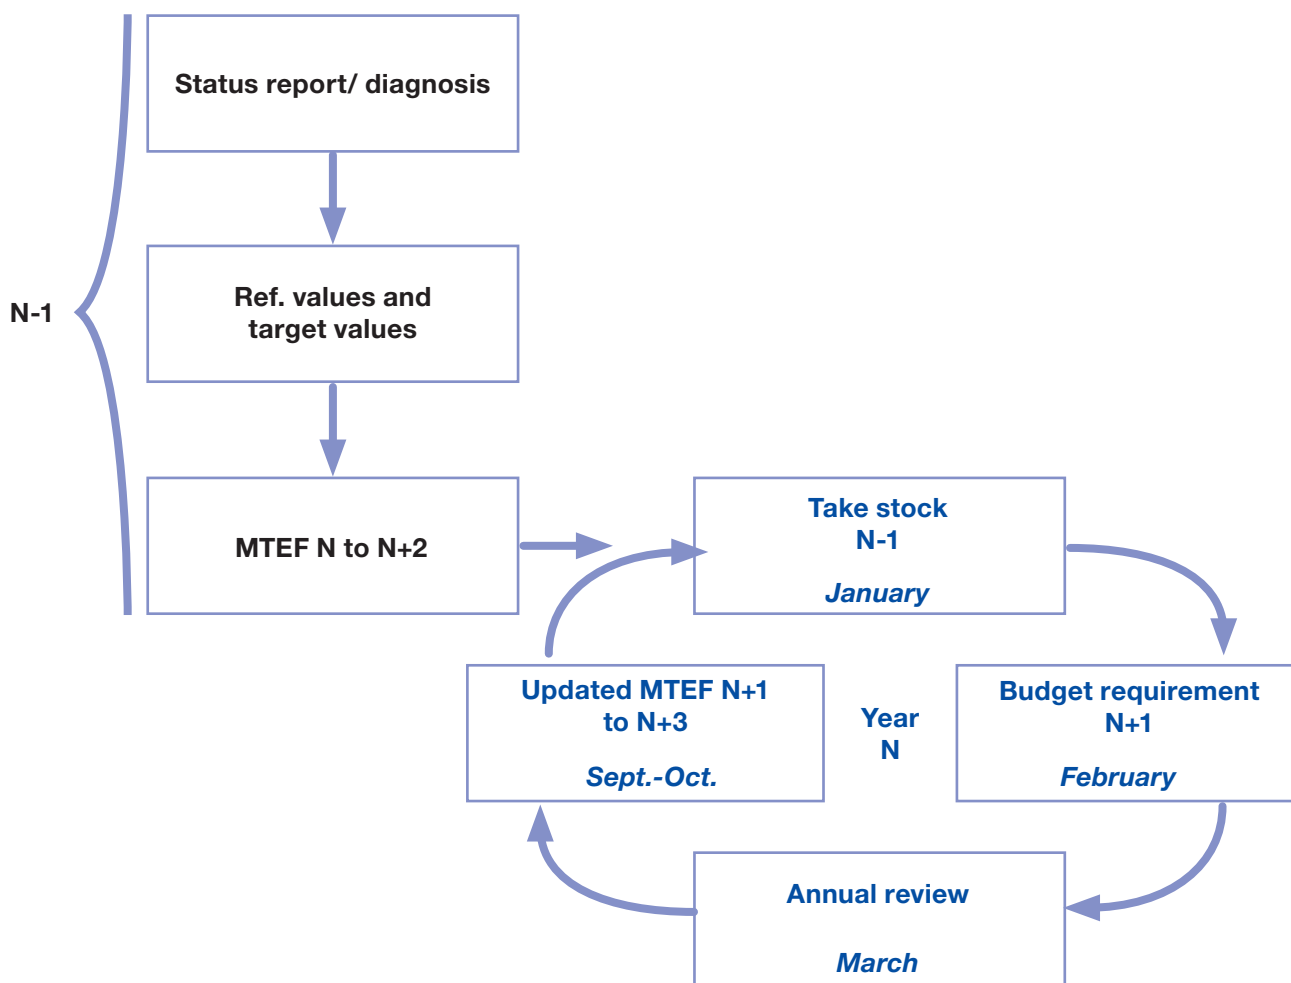 Status report/ diagnosis
N-1
Ref. values and
target values
MTEF N to N+2
Take stock
N-1
January
Updated MTEF N+1
to N+3
Sept.-Oct.
Year
N
Budget requirement
N+1
February
Annual review
March